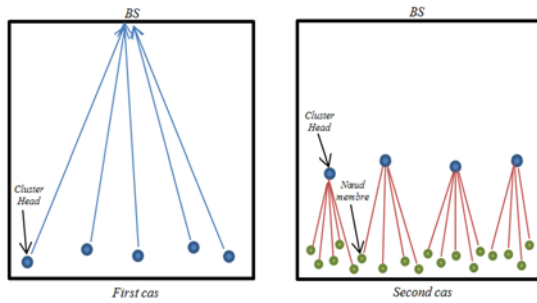 BS
Cluster
Head
First cas
BS
Cluster
Head
Nœud
membre
Second cas